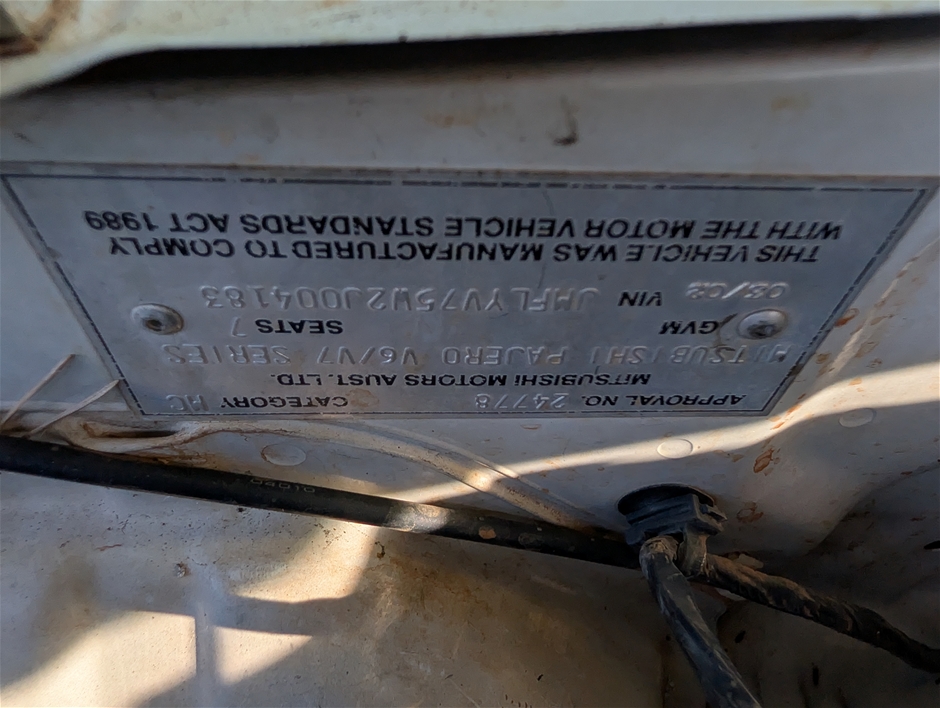 APPROVAL NO. 24778 CATEGORY MC
MITSUBISHI MOTORS AUST. LTD.
MITSUBISHI PAJERO V6/V7 SERIES
GVM SEATS 7
08/02 VIN JMFLYV75W2J004183
THIS VEHICLE WAS MANUFACTURED TO COMPLY
WITH THE MOTOR VEHICLE STANDARDS ACT 1989